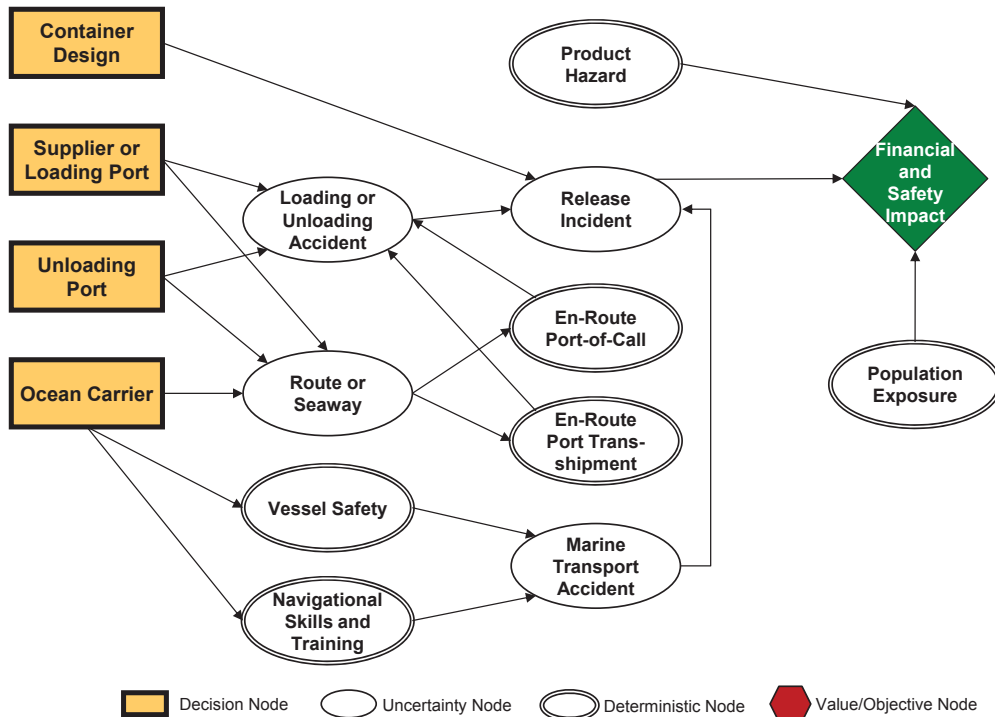 Container
Design
Product
Hazard
Supplier or
Loading Port
Financial
and
Safety
Impact
Loading or
Unloading
Accident
Release
Incident
Unloading
Port
En-Route
Port-of-Call
Ocean Carrier
Route or
Seaway
Population
Exposure
En-Route
Port Trans-
shipment
Vessel Safety
Marine
Transport
Accident
Navigational
Skills and
Training
Decision Node
Uncertainty Node
Deterministic Node
Value/Objective Node